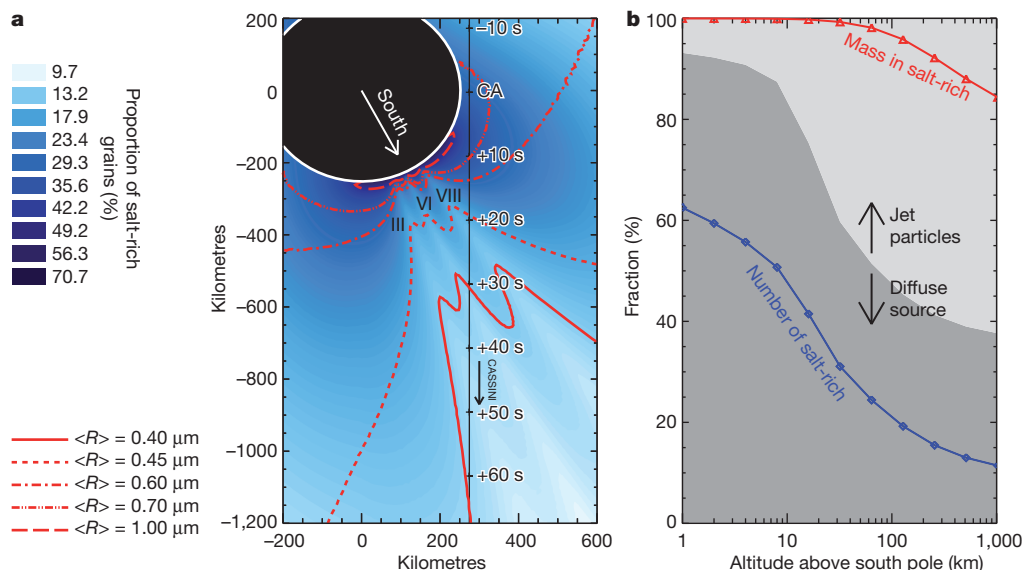 a
Proportion of salt-rich
grains (%)
9.7
13.2
17.9
23.4
29.3
35.6
42.2
49.2
56.3
70.7
<R> = 0.40 μm
<R> = 0.45 μm
<R> = 0.60 μm
<R> = 0.70 μm
<R> = 1.00 μm
Kilometres
200
0
−200
−400
−600
−800
−1000
−1,200
−200
0
200
400
600
Kilometres
South
III
VI
VIII
−10 s
CA
+10 s
+20 s
+30 s
+40 s
CASSINI
+50 s
+60 s
b
Fraction (%)
100
80
60
40
20
0
Mass in salt-rich
Jet
particles
Diffuse
source
Number of salt-rich
1
10
100
1,000
Altitude above south pole (km)